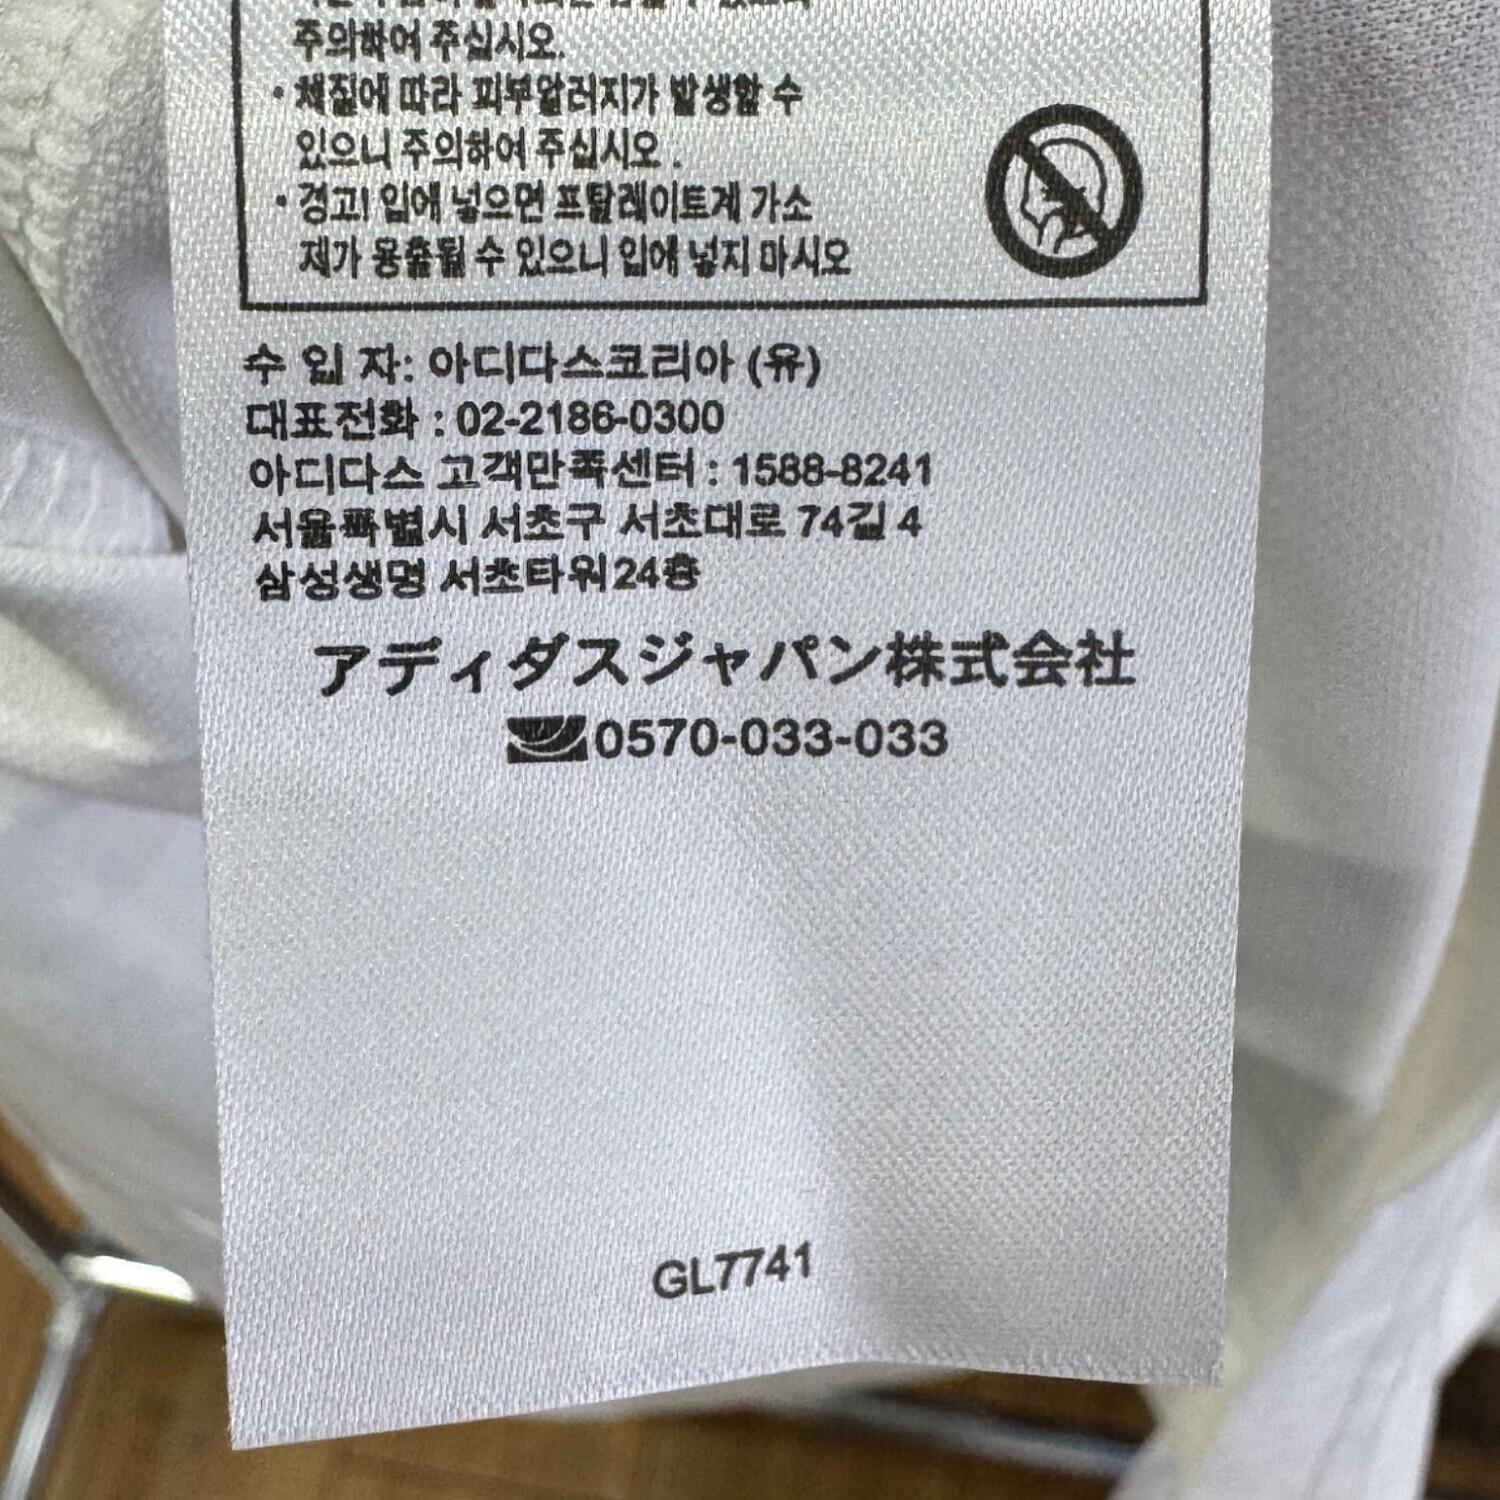 주의하여 주십시오.
· 체질에 따라 피부알러지가 발생할 수
있으니 주의하여 주십시오 .
· 경고! 입에 넣으면 프탈레이트계 가소
제가 용출될 수 있으니 입에 넣지 마시오
수 입 자: 아디다스코리아 (유)
대표전화 : 02-2186-0300
아디다스 고객만족센터 : 1588-8241
서울특별시 서초구 서초대로 74길 4
삼성생명 서초타워24층
アディダスジャパン株式会社
0570-033-033
GL7741